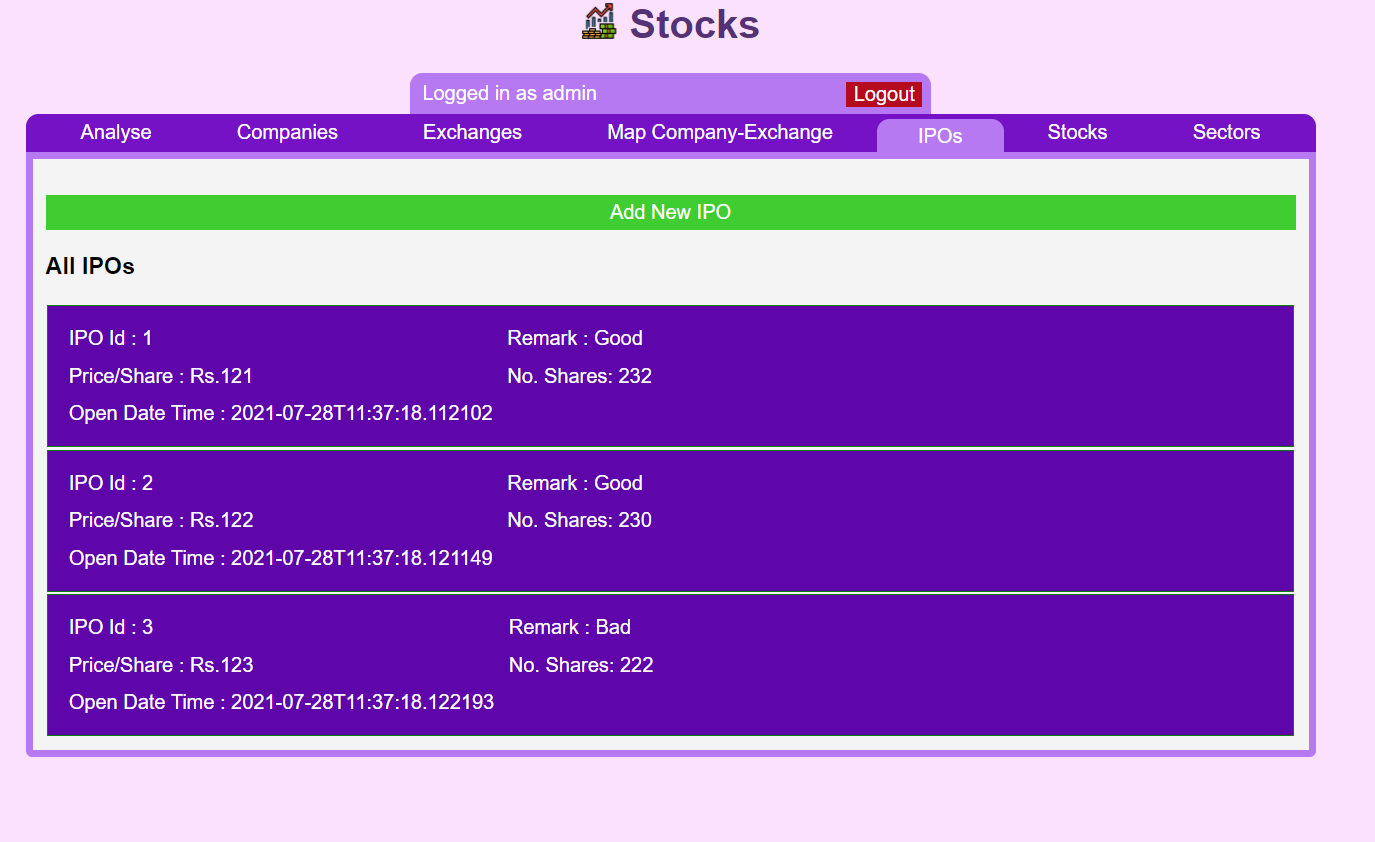 Stocks
Logged in as admin Logout
Analyse Companies Exchanges Map Company-Exchange IPOs Stocks Sectors
Add New IPO
All IPOs
IPO Id : 1 Remark : Good
Price/Share : Rs.121 No. Shares: 232
Open Date Time : 2021-07-28T11:37:18.112102
IPO Id : 2 Remark : Good
Price/Share : Rs.122 No. Shares: 230
Open Date Time : 2021-07-28T11:37:18.121149
IPO Id : 3 Remark : Bad
Price/Share : Rs.123 No. Shares: 222
Open Date Time : 2021-07-28T11:37:18.122193